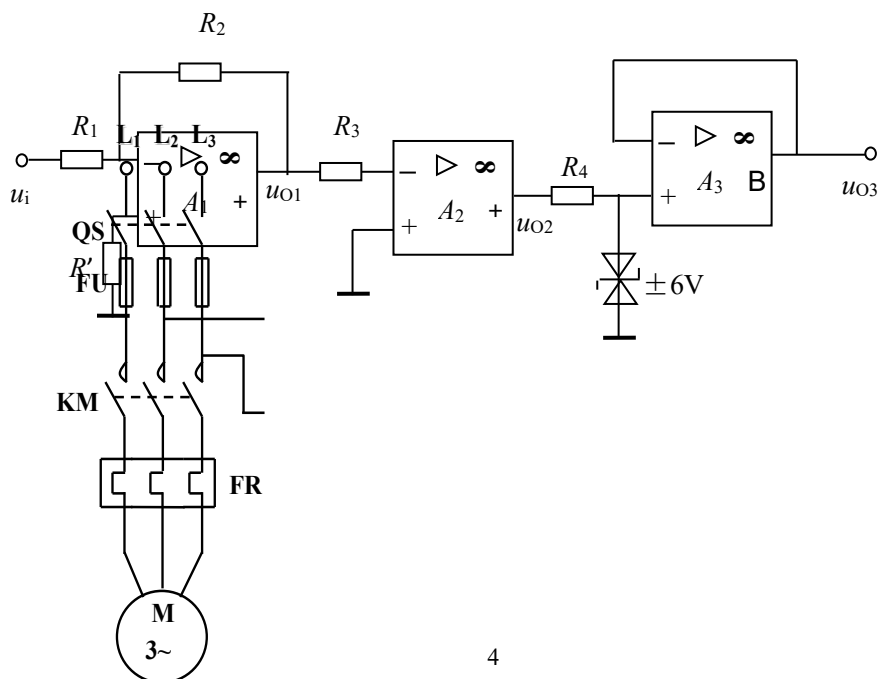 R₂
R₁ L₁ L₂ L₃ R₃
− ▷ ∞ − ▷ ∞ − ▷ ∞
uᵢ + A₁ + uO1 + A₂ + uO2 R₄ + A₃ B uO3
QS
R'
FU
±6V
KM
FR
M
3~
4